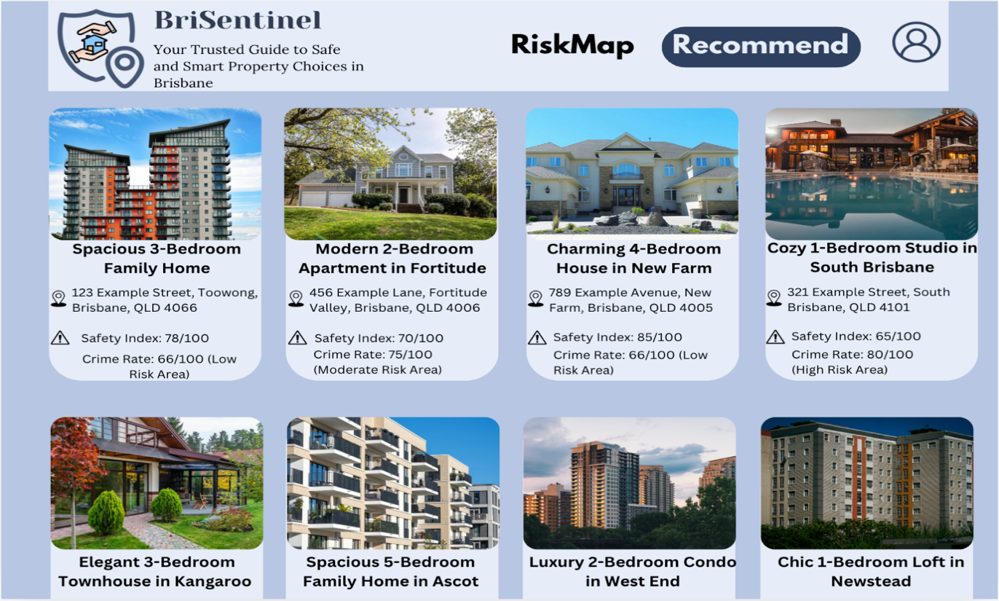 BriSentinel
Your Trusted Guide to Safe
and Smart Property Choices in
Brisbane
RiskMap
Recommend
Spacious 3-Bedroom
Family Home
123 Example Street, Toowong,
Brisbane, QLD 4066
Safety Index: 78/100
Crime Rate: 66/100 (Low
Risk Area)
Modern 2-Bedroom
Apartment in Fortitude
456 Example Lane, Fortitude
Valley, Brisbane, QLD 4006
Safety Index: 70/100
Crime Rate: 75/100
(Moderate Risk Area)
Charming 4-Bedroom
House in New Farm
789 Example Avenue, New
Farm, Brisbane, QLD 4005
Safety Index: 85/100
Crime Rate: 66/100 (Low
Risk Area)
Cozy 1-Bedroom Studio in
South Brisbane
321 Example Street, South
Brisbane, QLD 4101
Safety Index: 65/100
Crime Rate: 80/100
(High Risk Area)
Elegant 3-Bedroom
Townhouse in Kangaroo
Spacious 5-Bedroom
Family Home in Ascot
Luxury 2-Bedroom Condo
in West End
Chic 1-Bedroom Loft in
Newstead